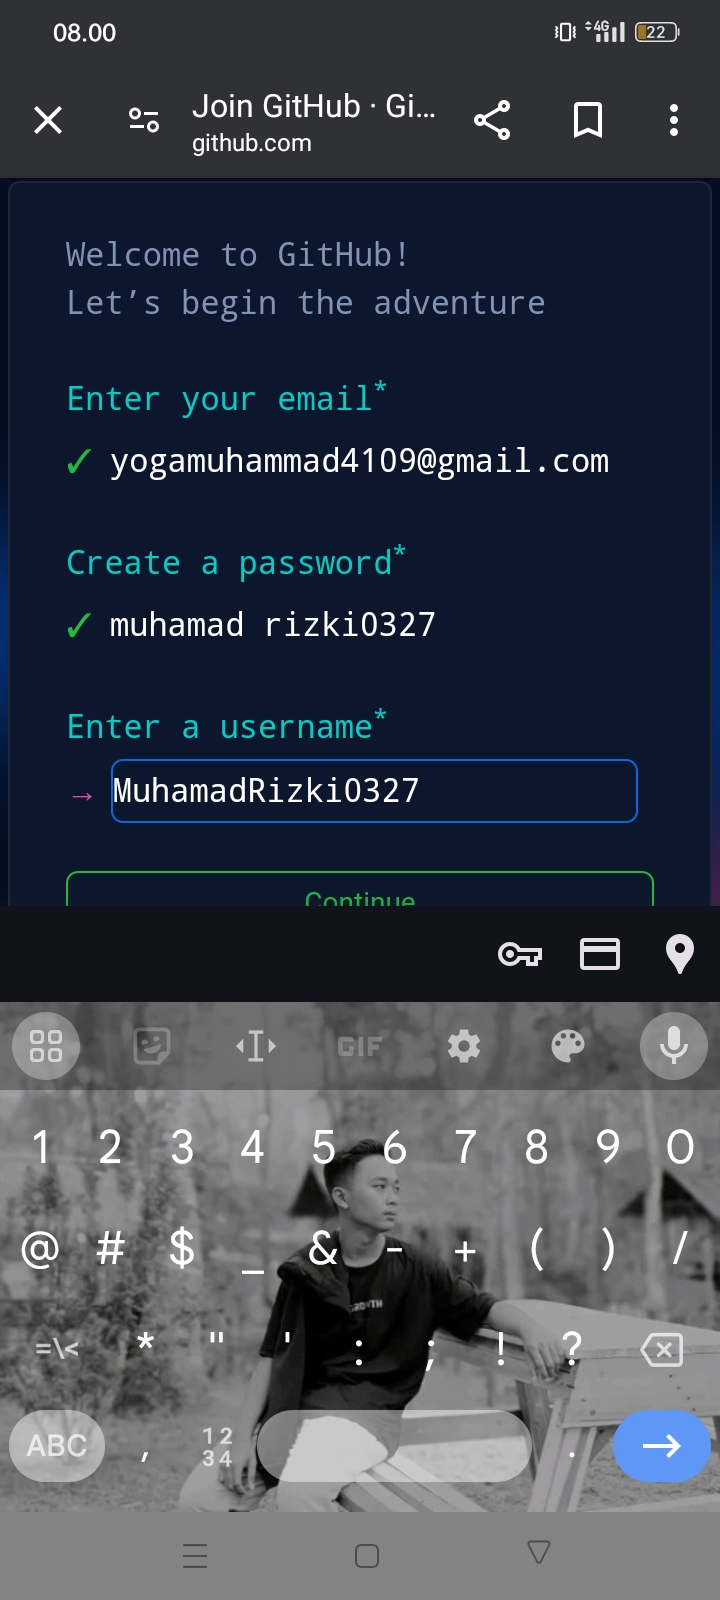 08.00
4G
22
Join GitHub · Gi...
github.com
Welcome to GitHub!
Let's begin the adventure
Enter your email*
✓ yogamuhammad4109@gmail.com
Create a password*
✓ muhamad rizki0327
Enter a username*
→ MuhamadRizki0327
Continue
GIF
1 2 3 4 5 6 7 8 9 0
@ # $ _ & - + ( ) /
=\< * " ' : ; ! ?
ABC , 1234 .